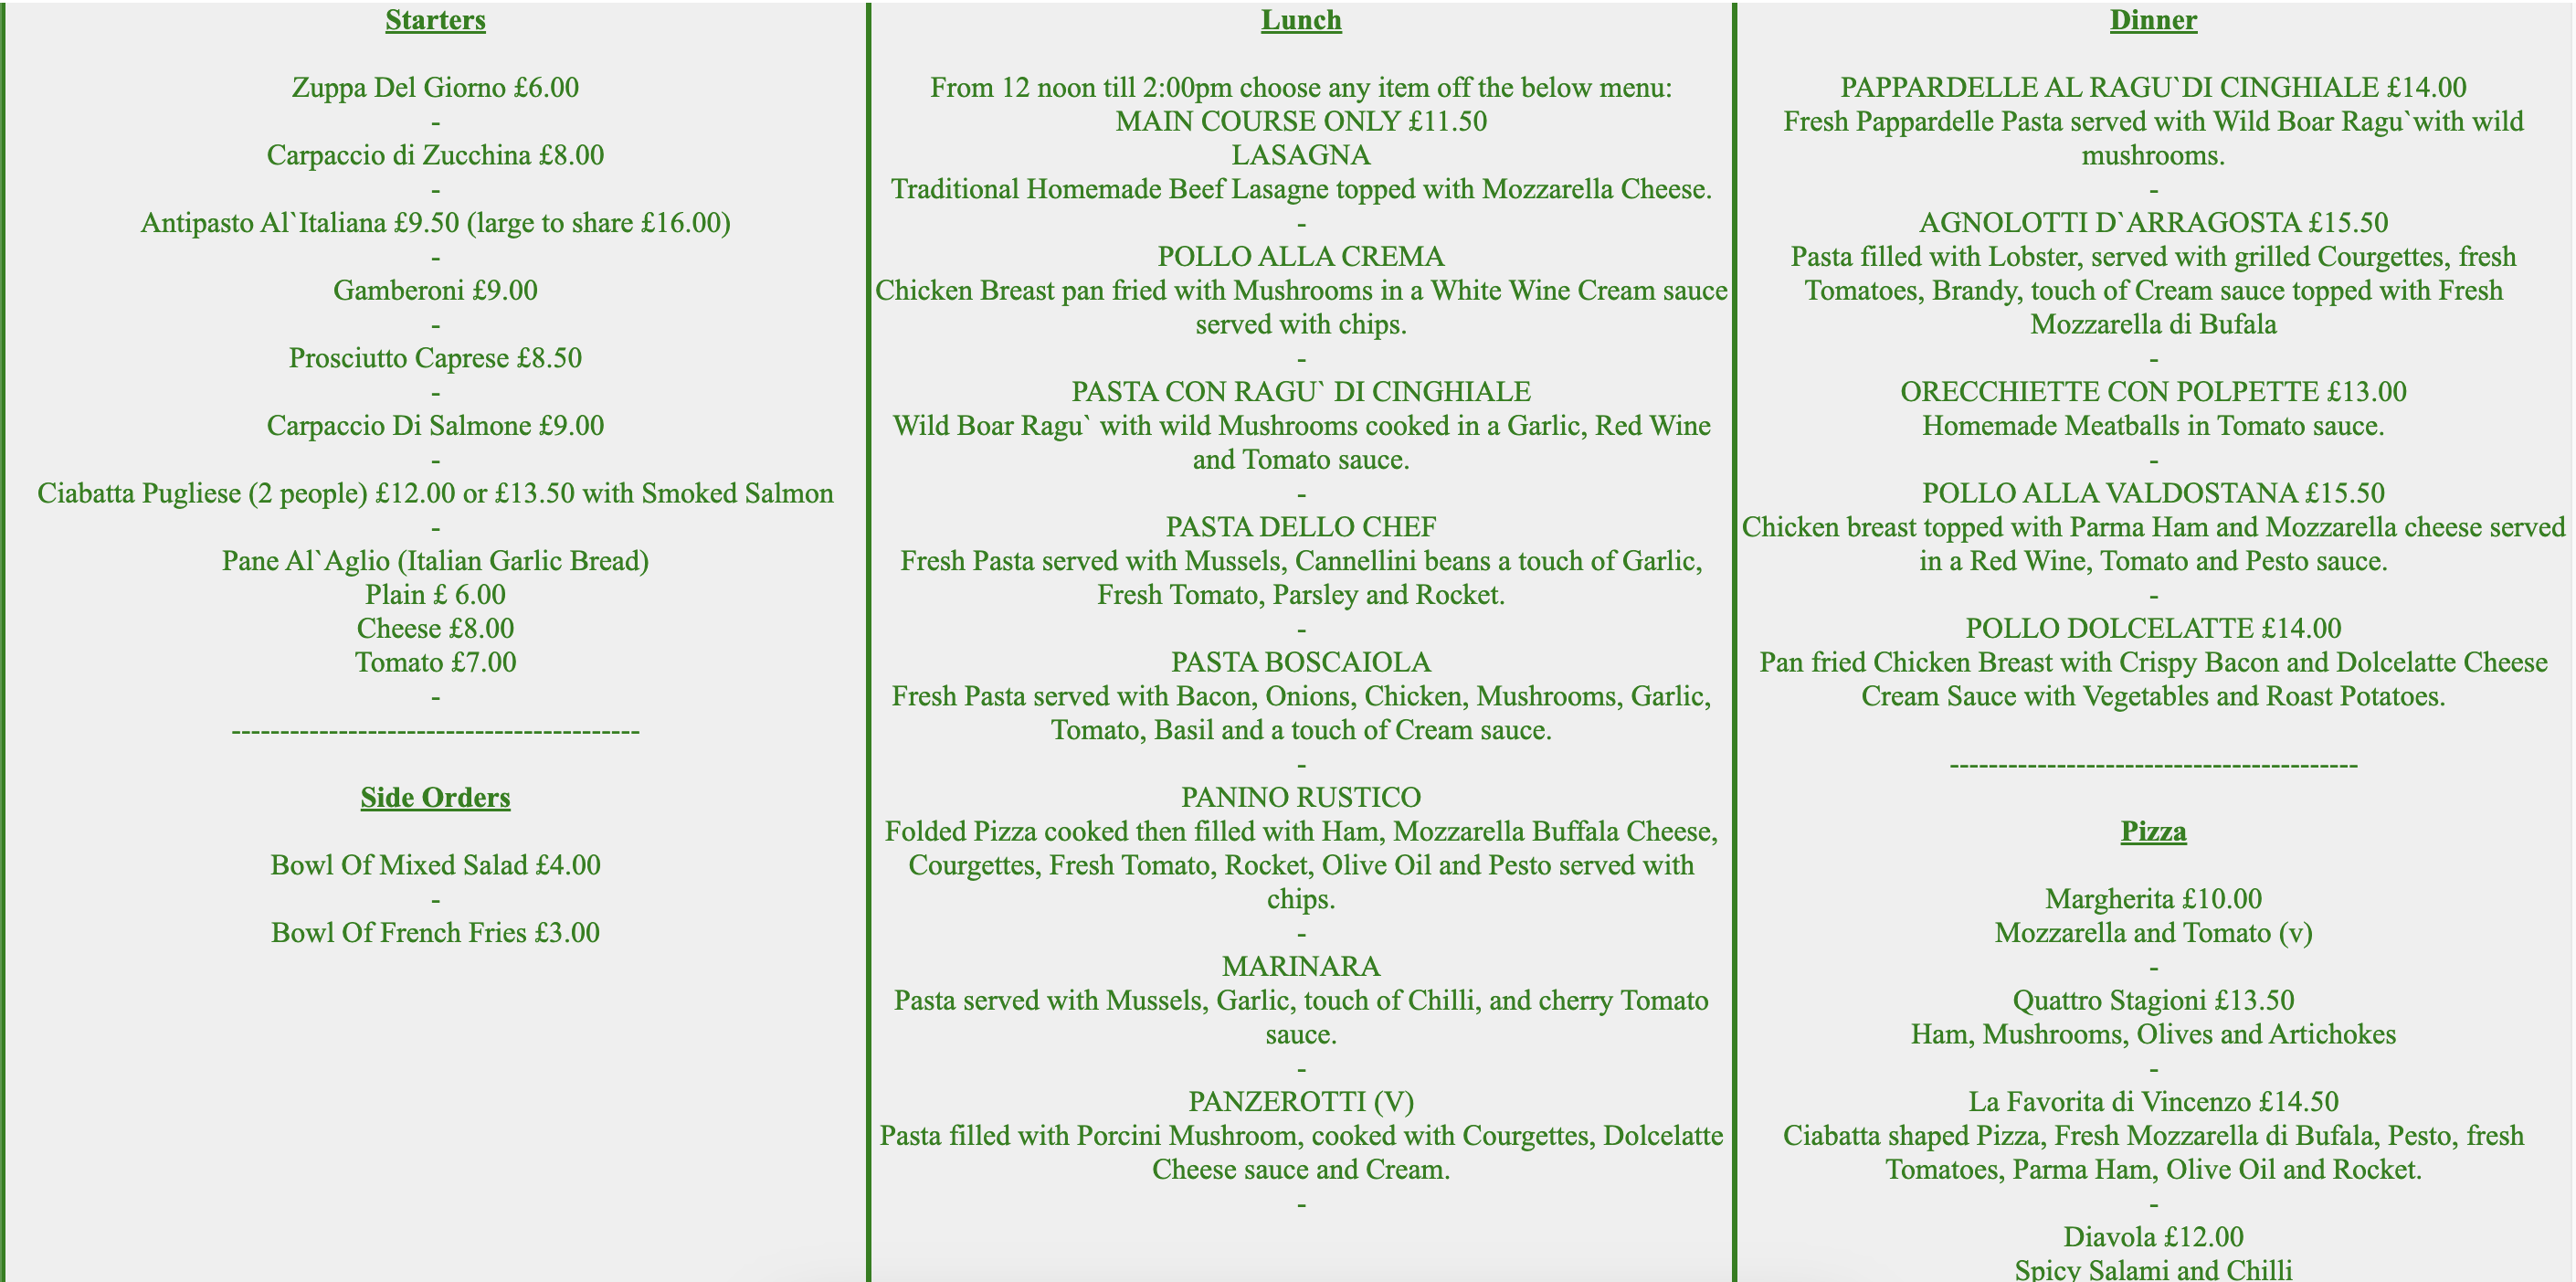 Starters
Zuppa Del Giorno £6.00
-
Carpaccio di Zucchina £8.00
-
Antipasto Al`Italiana £9.50 (large to share £16.00)
-
Gamberoni £9.00
-
Prosciutto Caprese £8.50
-
Carpaccio Di Salmone £9.00
-
Ciabatta Pugliese (2 people) £12.00 or £13.50 with Smoked Salmon
-
Pane Al`Aglio (Italian Garlic Bread)
Plain £ 6.00
Cheese £8.00
Tomato £7.00
-
------------------------------------------
Side Orders
Bowl Of Mixed Salad £4.00
-
Bowl Of French Fries £3.00
Lunch
From 12 noon till 2:00pm choose any item off the below menu:
MAIN COURSE ONLY £11.50
LASAGNA
Traditional Homemade Beef Lasagne topped with Mozzarella Cheese.
-
POLLO ALLA CREMA
Chicken Breast pan fried with Mushrooms in a White Wine Cream sauce
served with chips.
-
PASTA CON RAGU` DI CINGHIALE
Wild Boar Ragu` with wild Mushrooms cooked in a Garlic, Red Wine
and Tomato sauce.
-
PASTA DELLO CHEF
Fresh Pasta served with Mussels, Cannellini beans a touch of Garlic,
Fresh Tomato, Parsley and Rocket.
-
PASTA BOSCAIOLA
Fresh Pasta served with Bacon, Onions, Chicken, Mushrooms, Garlic,
Tomato, Basil and a touch of Cream sauce.
-
PANINO RUSTICO
Folded Pizza cooked then filled with Ham, Mozzarella Buffala Cheese,
Courgettes, Fresh Tomato, Rocket, Olive Oil and Pesto served with
chips.
-
MARINARA
Pasta served with Mussels, Garlic, touch of Chilli, and cherry Tomato
sauce.
-
PANZEROTTI (V)
Pasta filled with Porcini Mushroom, cooked with Courgettes, Dolcelatte
Cheese sauce and Cream.
-
Dinner
PAPPARDELLE AL RAGU`DI CINGHIALE £14.00
Fresh Pappardelle Pasta served with Wild Boar Ragu`with wild
mushrooms.
-
AGNOLOTTI D`ARRAGOSTA £15.50
Pasta filled with Lobster, served with grilled Courgettes, fresh
Tomatoes, Brandy, touch of Cream sauce topped with Fresh
Mozzarella di Bufala
-
ORECCHIETTE CON POLPETTE £13.00
Homemade Meatballs in Tomato sauce.
-
POLLO ALLA VALDOSTANA £15.50
Chicken breast topped with Parma Ham and Mozzarella cheese served
in a Red Wine, Tomato and Pesto sauce.
-
POLLO DOLCELATTE £14.00
Pan fried Chicken Breast with Crispy Bacon and Dolcelatte Cheese
Cream Sauce with Vegetables and Roast Potatoes.
------------------------------------------
Pizza
Margherita £10.00
Mozzarella and Tomato (v)
-
Quattro Stagioni £13.50
Ham, Mushrooms, Olives and Artichokes
-
La Favorita di Vincenzo £14.50
Ciabatta shaped Pizza, Fresh Mozzarella di Bufala, Pesto, fresh
Tomatoes, Parma Ham, Olive Oil and Rocket.
-
Diavola £12.00
Spicy Salami and Chilli